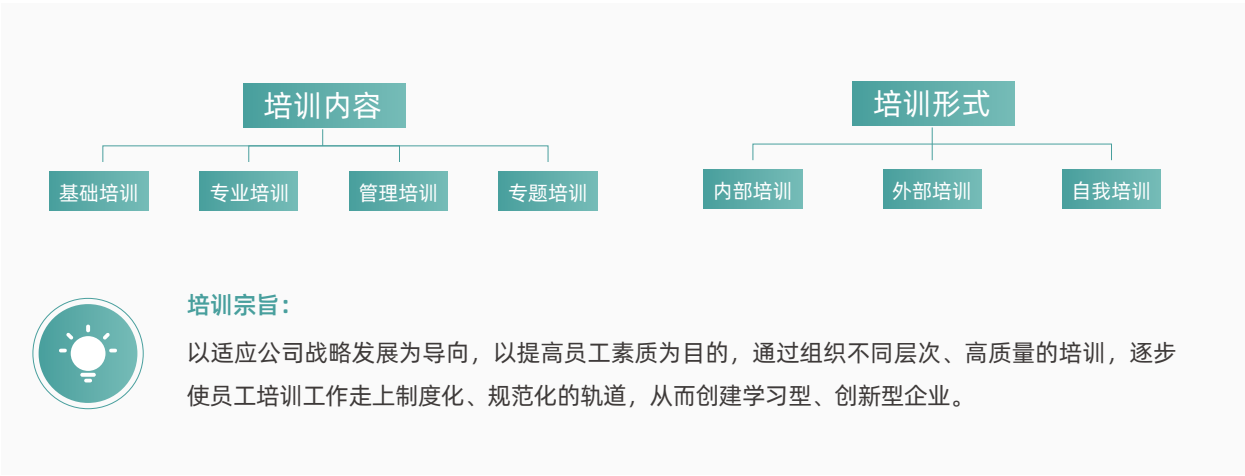 培训内容
培训形式
基础培训
专业培训
管理培训
专题培训
内部培训
外部培训
自我培训
培训宗旨：
以适应公司战略发展为导向，以提高员工素质为目的，通过组织不同层次、高质量的培训，逐步
使员工培训工作走上制度化、规范化的轨道，从而创建学习型、创新型企业。